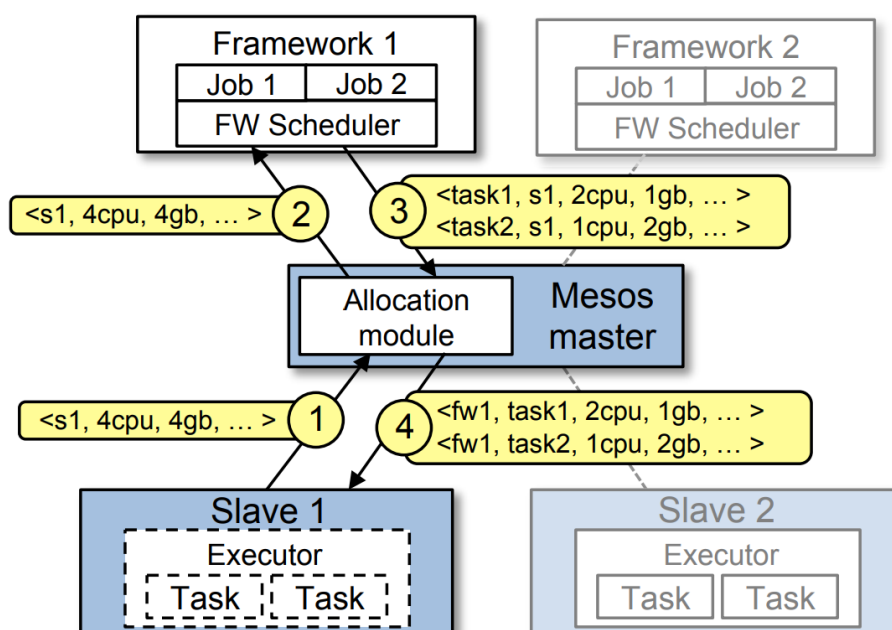 Framework 1
Job 1 Job 2
FW Scheduler
Framework 2
Job 1 Job 2
FW Scheduler
<s1, 4cpu, 4gb, … >
2
3
<task1, s1, 2cpu, 1gb, … >
<task2, s1, 1cpu, 2gb, … >
Allocation
module
Mesos
master
<s1, 4cpu, 4gb, … >
1
4
<fw1, task1, 2cpu, 1gb, … >
<fw1, task2, 1cpu, 2gb, … >
Slave 1
Executor
Task Task
Slave 2
Executor
Task Task